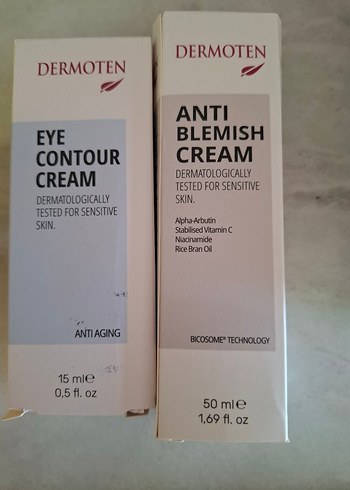 DERMOTEN
EYE
CONTOUR
CREAM
DERMATOLOGICALLY
TESTED FOR SENSITIVE
SKIN.
ANTI AGING
15 ml℮
0,5 fl. oz
DERMOTEN
ANTI
BLEMISH
CREAM
DERMATOLOGICALLY
TESTED FOR SENSITIVE
SKIN.
Alpha-Arbutin
Stabilised Vitamin C
Niacinamide
Rice Bran Oil
BICOSOME® TECHNOLOGY
50 ml℮
1,69 fl. oz